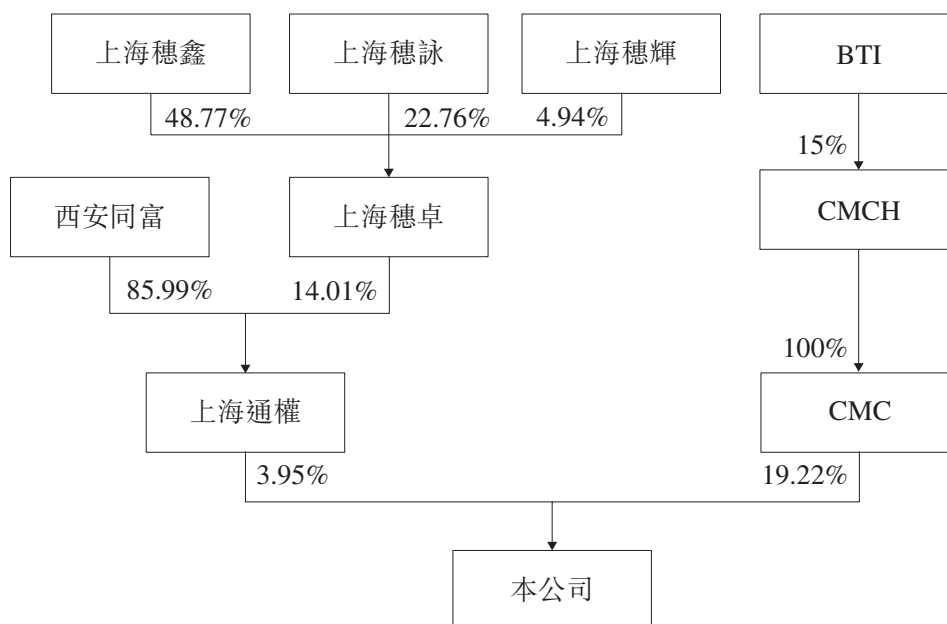 上海穗鑫
上海穗詠
上海穗輝
BTI
48.77%
22.76%
4.94%
15%
西安同富
上海穗卓
CMCH
85.99%
14.01%
100%
上海通權
CMC
3.95%
19.22%
本公司